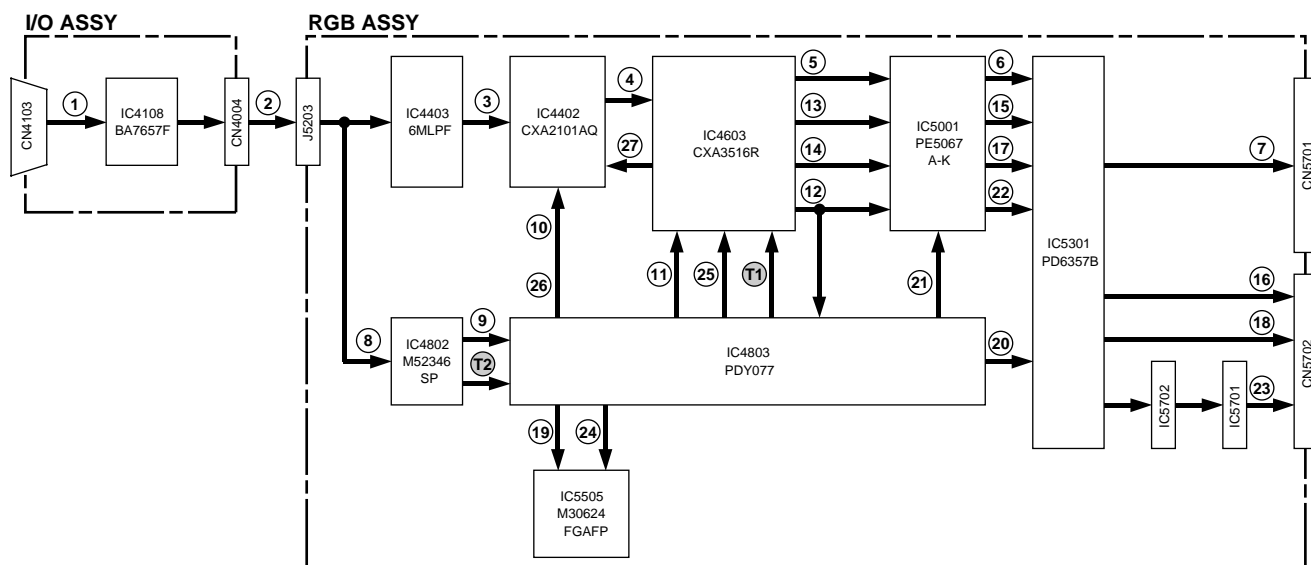 I/O ASSY
RGB ASSY
CN4103
1
IC4108
BA7657F
CN4004
2
J5203
IC4403
6MLPF
3
IC4402
CXA2101AQ
4
27
IC4603
CXA3516R
5
13
14
12
IC5001
PE5067
A-K
6
15
17
22
IC5301
PD6357B
7
CN5701
10
26
11
25
T1
21
16
18
8
IC4802
M52346
SP
9
T2
IC4803
PDY077
20
IC5702
IC5701
23
CN5702
19
24
IC5505
M30624
FGAFP